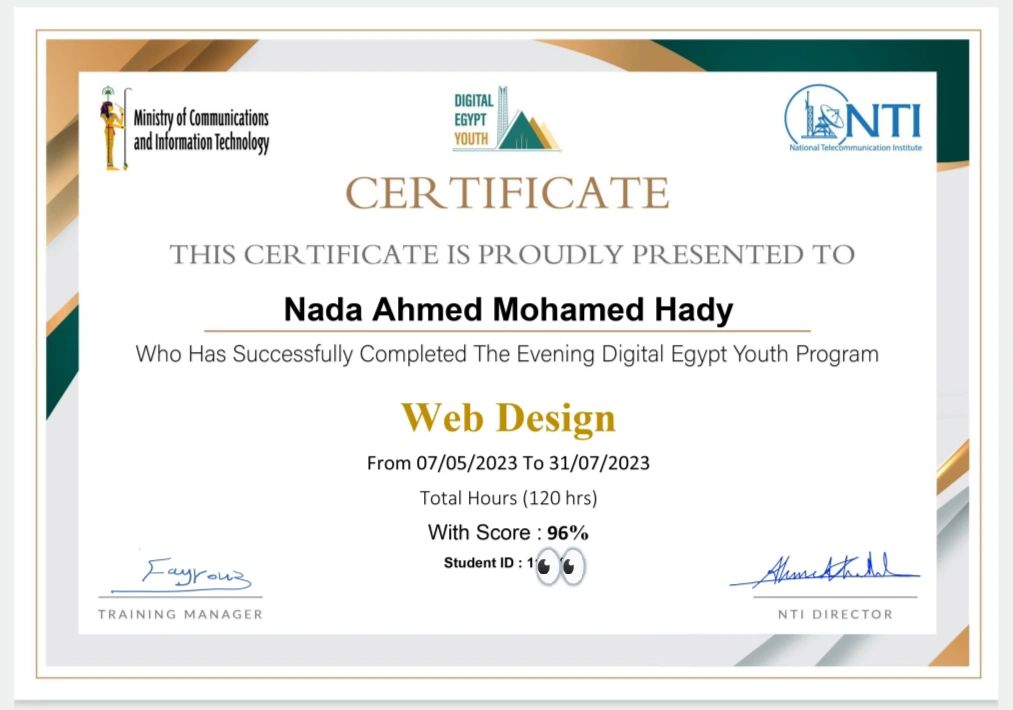 Ministry of Communications
and Information Technology
DIGITAL
EGYPT
YOUTH
NTI
National Telecommunication Institute
CERTIFICATE
THIS CERTIFICATE IS PROUDLY PRESENTED TO
Nada Ahmed Mohamed Hady
Who Has Successfully Completed The Evening Digital Egypt Youth Program
Web Design
From 07/05/2023 To 31/07/2023
Total Hours (120 hrs)
With Score : 96%
Student ID : 1
Fayrouz
TRAINING MANAGER
NTI DIRECTOR